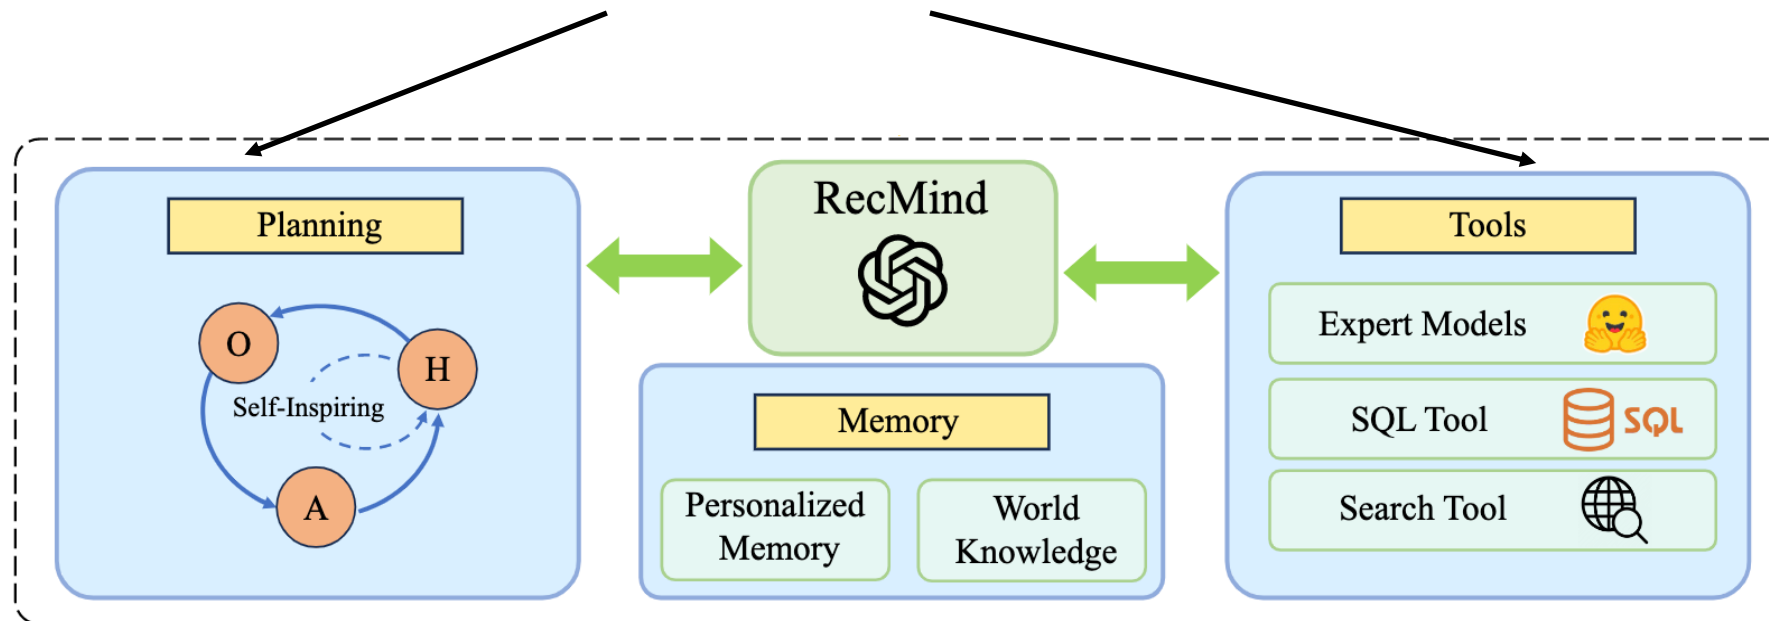 Planning
O
H
Self-Inspiring
A
RecMind
Memory
Personalized
Memory
World
Knowledge
Tools
Expert Models
SQL Tool
SQL
Search Tool